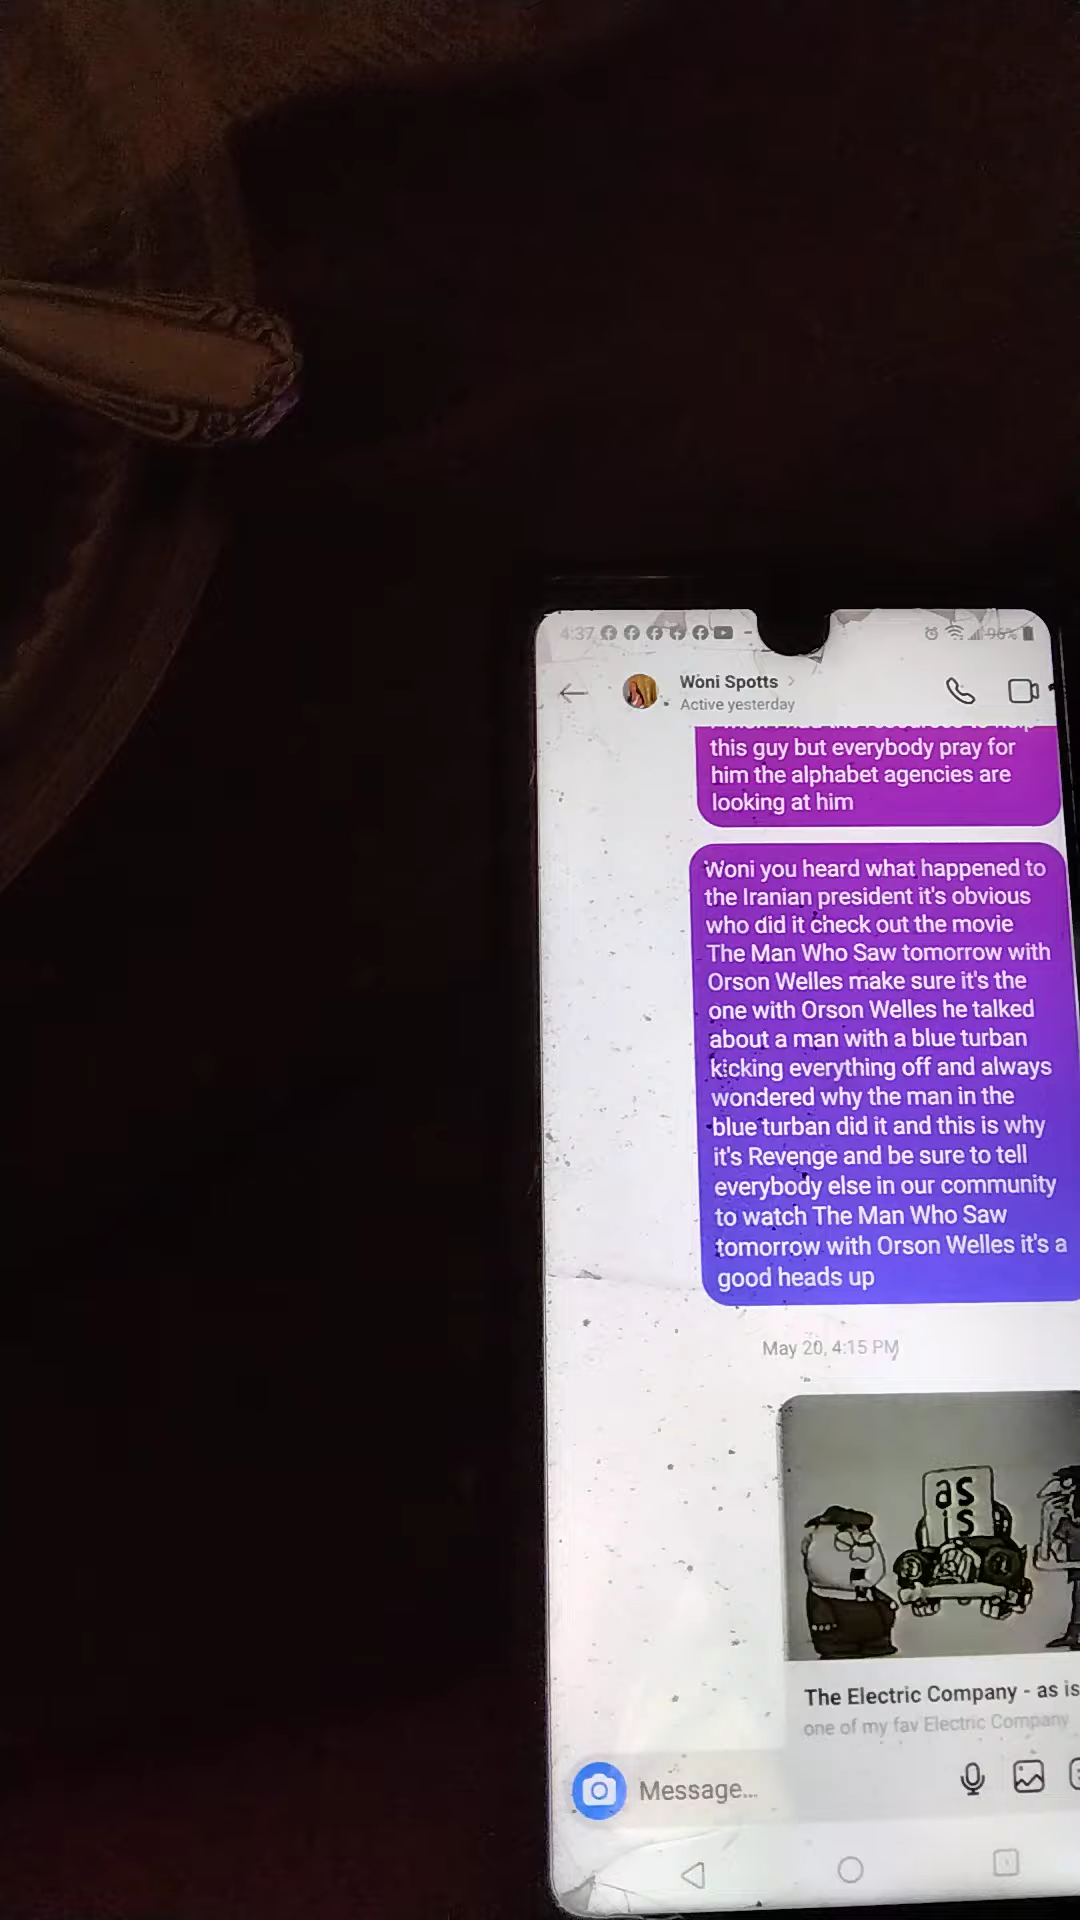 4:37
96%
Woni Spotts
Active yesterday
this guy but everybody pray for
him the alphabet agencies are
looking at him
Woni you heard what happened to
the Iranian president it's obvious
who did it check out the movie
The Man Who Saw tomorrow with
Orson Welles make sure it's the
one with Orson Welles he talked
about a man with a blue turban
kicking everything off and always
wondered why the man in the
blue turban did it and this is why
it's Revenge and be sure to tell
everybody else in our community
to watch The Man Who Saw
tomorrow with Orson Welles it's a
good heads up
May 20, 4:15 PM
as
is
The Electric Company - as is
one of my fav Electric Company
Message...